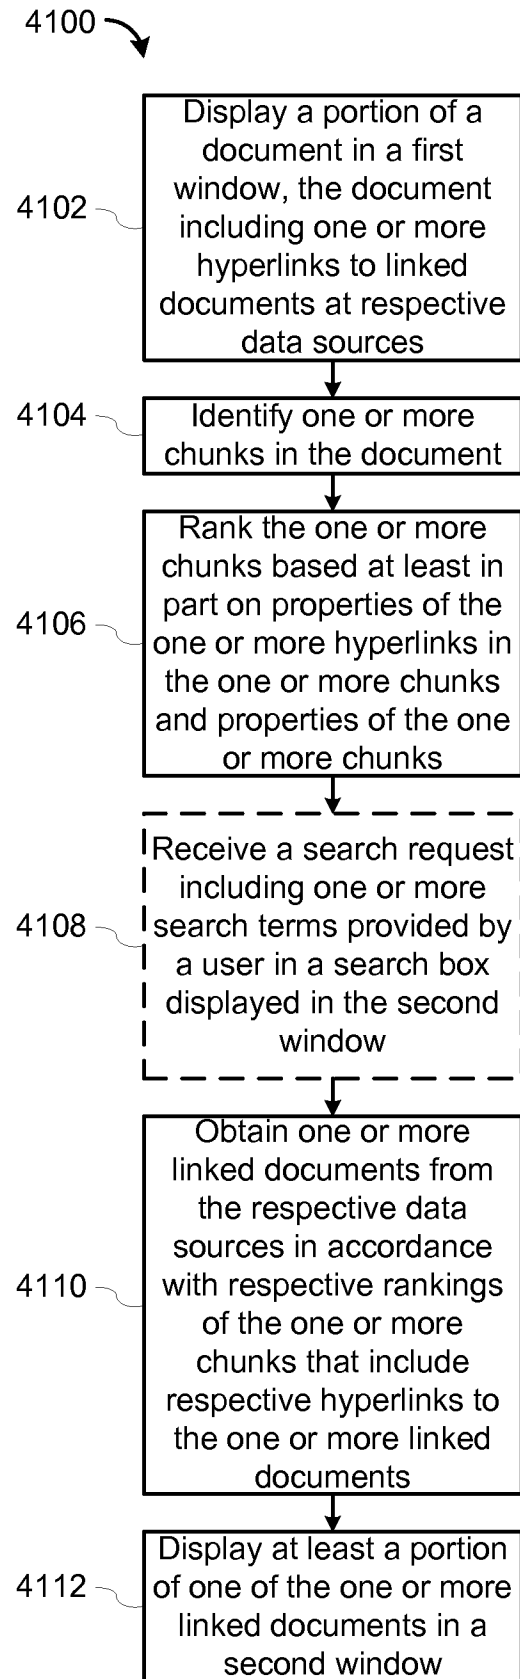 4100
Display a portion of a
document in a first
window, the document
including one or more
hyperlinks to linked
documents at respective
data sources
4102
Identify one or more
chunks in the document
4104
Rank the one or more
chunks based at least in
part on properties of the
one or more hyperlinks in
the one or more chunks
and properties of the one
or more chunks
4106
Receive a search request
including one or more
search terms provided by
a user in a search box
displayed in the second
window
4108
Obtain one or more
linked documents from
the respective data
sources in accordance
with respective rankings
of the one or more
chunks that include
respective hyperlinks to
the one or more linked
documents
4110
Display at least a portion
of one of the one or more
linked documents in a
second window
4112